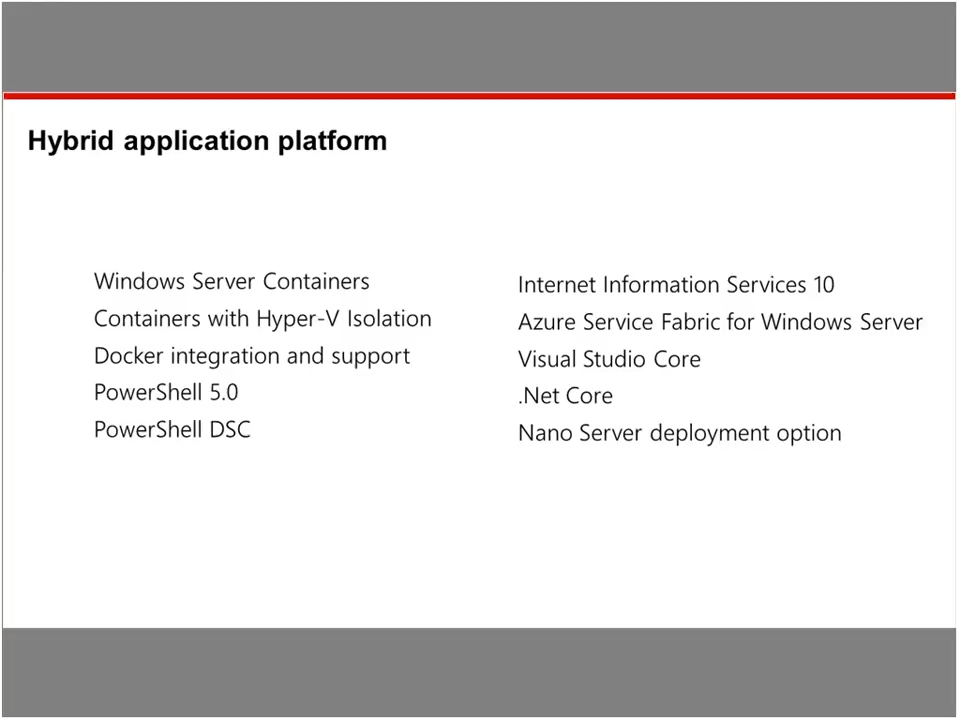 Hybrid application platform
Windows Server Containers
Containers with Hyper-V Isolation
Docker integration and support
PowerShell 5.0
PowerShell DSC
Internet Information Services 10
Azure Service Fabric for Windows Server
Visual Studio Core
.Net Core
Nano Server deployment option